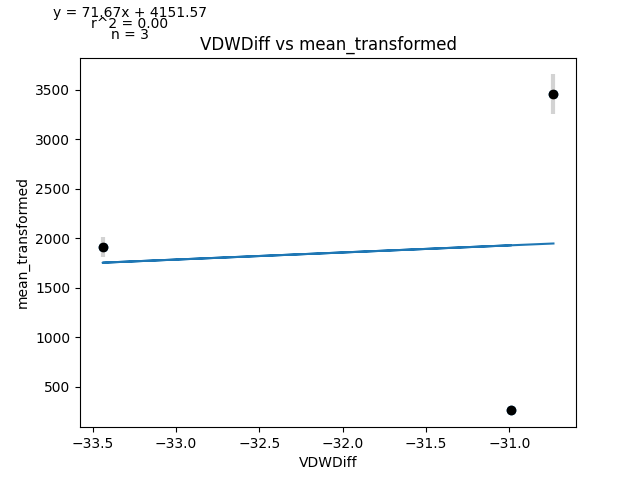 y = 71.67x + 4151.57
r^2 = 0.00
n = 3
VDWDiff vs mean_transformed
3500
3000
2500
2000
1500
1000
500
mean_transformed
−33.5 −33.0 −32.5 −32.0 −31.5 −31.0
VDWDiff